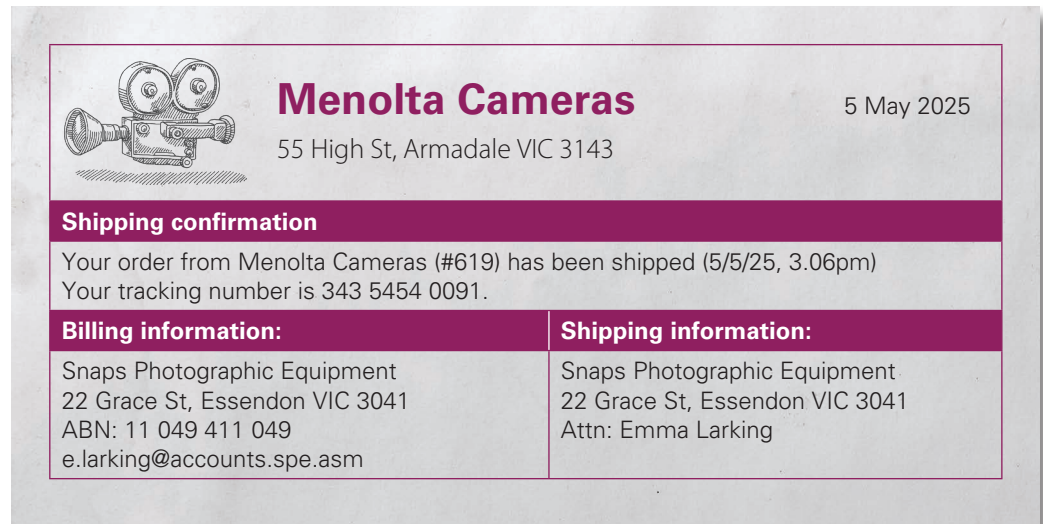 Menolta Cameras
5 May 2025
55 High St, Armadale VIC 3143
Shipping confirmation
Your order from Menolta Cameras (#619) has been shipped (5/5/25, 3.06pm)
Your tracking number is 343 5454 0091.
Billing information:
Snaps Photographic Equipment
22 Grace St, Essendon VIC 3041
ABN: 11 049 411 049
e.larking@accounts.spe.asm
Shipping information:
Snaps Photographic Equipment
22 Grace St, Essendon VIC 3041
Attn: Emma Larking